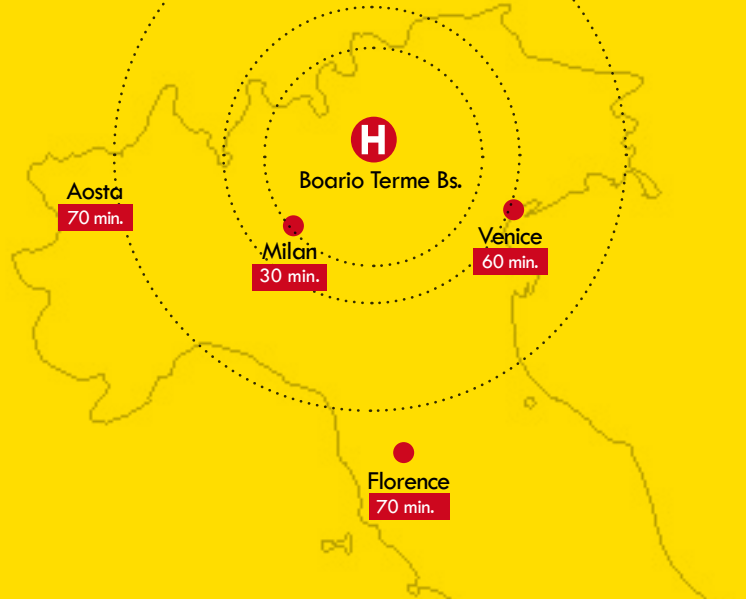 H
Boario Terme Bs.
Aosta
70 min.
Milan
30 min.
Venice
60 min.
Florence
70 min.